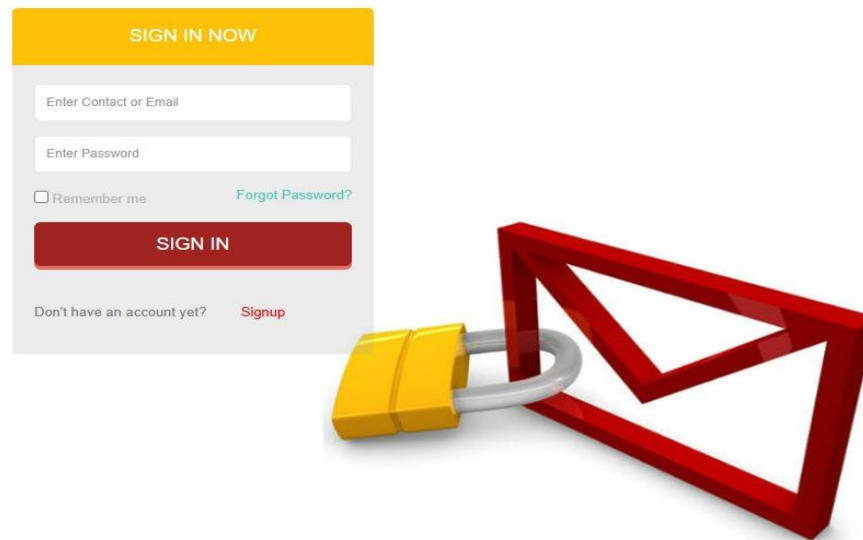 SIGN IN NOW
Enter Contact or Email
Enter Password
Remember me Forgot Password?
SIGN IN
Don't have an account yet? Signup